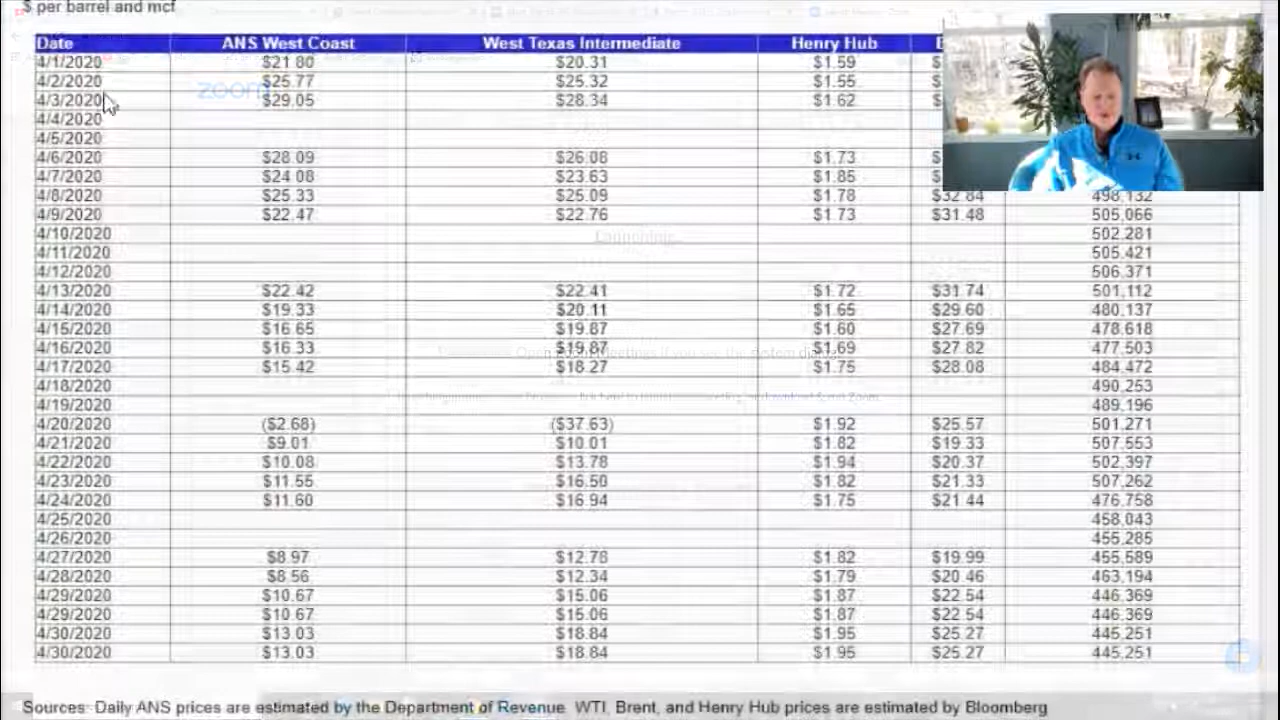 $ per barrel and mcf
Date ANS West Coast West Texas Intermediate Henry Hub
4/1/2020 $21.80 $20.31 $1.59 $
4/2/2020 $25.77 $25.32 $1.55 $
zoom
4/3/2020 $29.05 $28.34 $1.62 $
4/4/2020
4/5/2020
4/6/2020 $28.09 $26.08 $1.73 $
4/7/2020 $24.08 $23.63 $1.85 $
4/8/2020 $25.33 $25.09 $1.78 $32.84 498,132
4/9/2020 $22.47 $22.76 $1.73 $31.48 505,066
4/10/2020 502,281
Launching...
4/11/2020 505,421
4/12/2020 506,371
4/13/2020 $22.42 $22.41 $1.72 $31.74 501,112
4/14/2020 $19.33 $20.11 $1.65 $29.60 480,137
4/15/2020 $16.65 $19.87 $1.60 $27.69 478,618
4/16/2020 $16.33 $19.87 $1.69 $27.82 477,503
4/17/2020 $15.42 $18.27 $1.75 $28.08 484,472
4/18/2020 490,253
4/19/2020 489,196
4/20/2020 ($2.68) ($37.63) $1.92 $25.57 501,271
4/21/2020 $9.01 $10.01 $1.82 $19.33 507,553
4/22/2020 $10.08 $13.78 $1.94 $20.37 502,397
4/23/2020 $11.55 $16.50 $1.82 $21.33 507,262
4/24/2020 $11.60 $16.94 $1.75 $21.44 476,758
4/25/2020 458,043
4/26/2020 455,285
4/27/2020 $8.97 $12.78 $1.82 $19.99 455,589
4/28/2020 $8.56 $12.34 $1.79 $20.46 463,194
4/29/2020 $10.67 $15.06 $1.87 $22.54 446,369
4/29/2020 $10.67 $15.06 $1.87 $22.54 446,369
4/30/2020 $13.03 $18.84 $1.95 $25.27 445,251
4/30/2020 $13.03 $18.84 $1.95 $25.27 445,251
Sources: Daily ANS prices are estimated by the Department of Revenue. WTI, Brent, and Henry Hub prices are estimated by Bloomberg